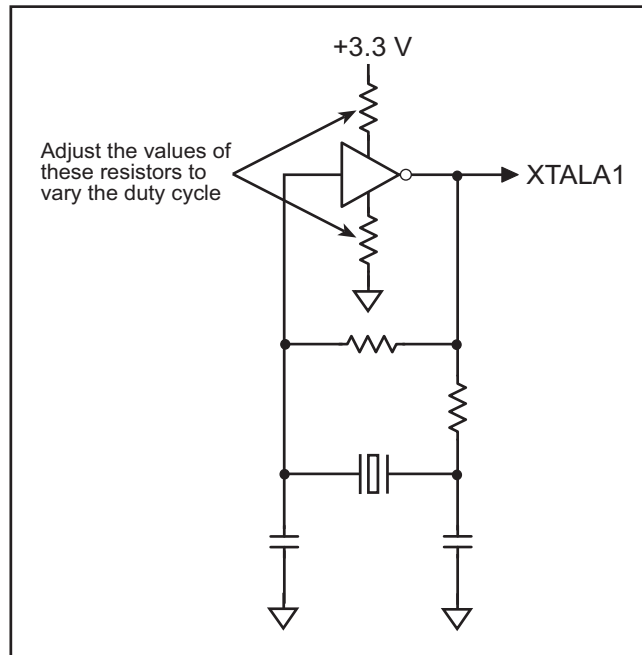 +3.3 V
Adjust the values of
these resistors to
vary the duty cycle
XTALA1